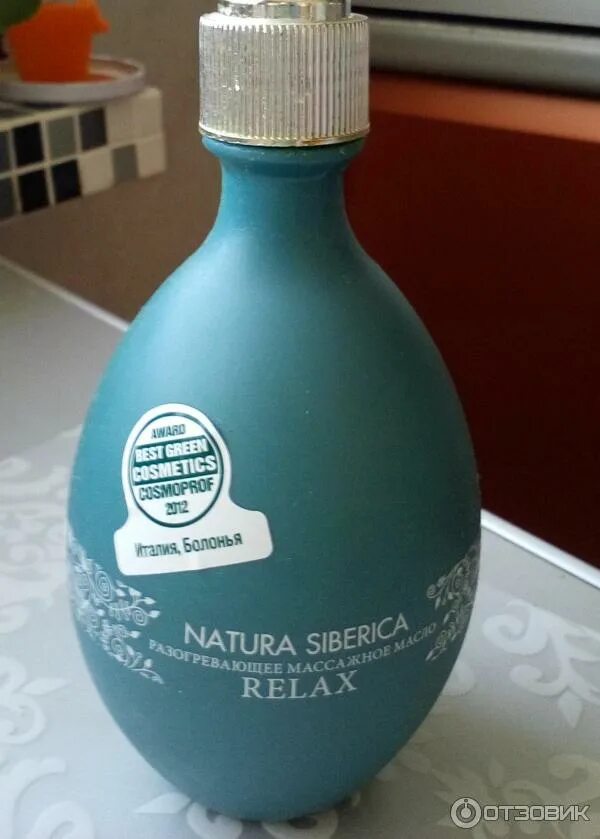 AWARD
BEST GREEN
COSMETICS
COSMOPROF
2012
Италия, Болонья
NATURA SIBERICA
РАЗОГРЕВАЮЩЕЕ МАССАЖНОЕ МАСЛО
RELAX
ОТЗОВИК